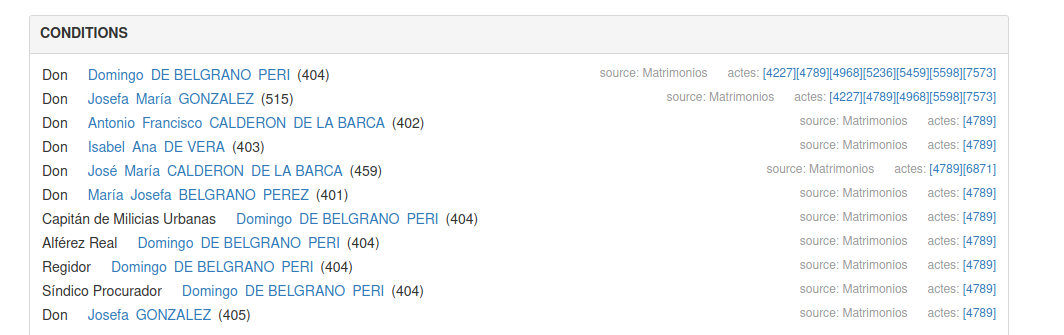 CONDITIONS
Don Domingo DE BELGRANO PERI (404) source: Matrimonios actes: [4227][4789][4968][5236][5459][5598][7573]
Don Josefa María GONZALEZ (515) source: Matrimonios actes: [4227][4789][4968][5598][7573]
Don Antonio Francisco CALDERON DE LA BARCA (402) source: Matrimonios actes: [4789]
Don Isabel Ana DE VERA (403) source: Matrimonios actes: [4789]
Don José María CALDERON DE LA BARCA (459) source: Matrimonios actes: [4789][6871]
Don María Josefa BELGRANO PEREZ (401) source: Matrimonios actes: [4789]
Capitán de Milicias Urbanas Domingo DE BELGRANO PERI (404) source: Matrimonios actes: [4789]
Alférez Real Domingo DE BELGRANO PERI (404) source: Matrimonios actes: [4789]
Regidor Domingo DE BELGRANO PERI (404) source: Matrimonios actes: [4789]
Síndico Procurador Domingo DE BELGRANO PERI (404) source: Matrimonios actes: [4789]
Don Josefa GONZALEZ (405) source: Matrimonios actes: [4789]